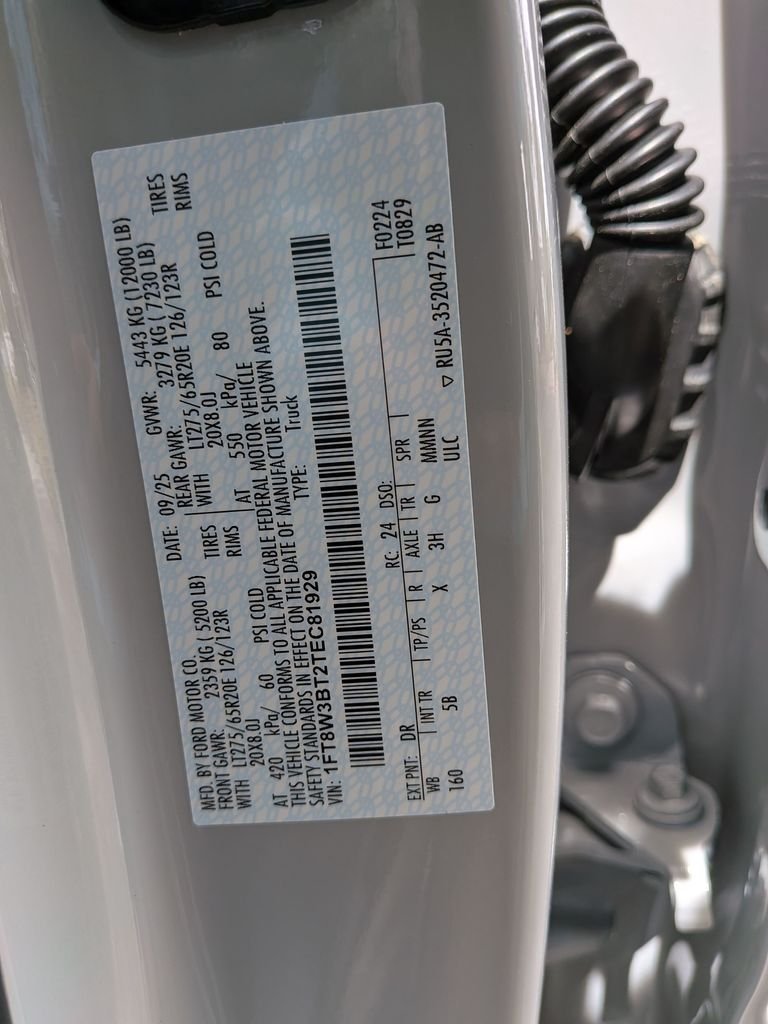 MFD. BY FORD MOTOR CO.
DATE: 09/25 GVWR: 5443 KG (12000 LB)
FRONT GAWR: 2359 KG ( 5200 LB)
REAR GAWR: 3279 KG ( 7230 LB)
WITH LT275/65R20E 126/123R TIRES
WITH LT275/65R20E 126/123R TIRES
20X8.0J RIMS
20X8.0J RIMS
AT 420 kPa/ 60 PSI COLD
AT 550 kPa/ 80 PSI COLD
THIS VEHICLE CONFORMS TO ALL APPLICABLE FEDERAL MOTOR VEHICLE
SAFETY STANDARDS IN EFFECT ON THE DATE OF MANUFACTURE SHOWN ABOVE.
VIN: 1FT8W3BT2TEC81929 TYPE: Truck
EXT PNT: DR RC: 24 DSO: F0224
WB INT TR TP/PS R AXLE TR SPR T0829
160 5B X 3H G MMNNN
ULC ▽ RU5A-3520472-AB